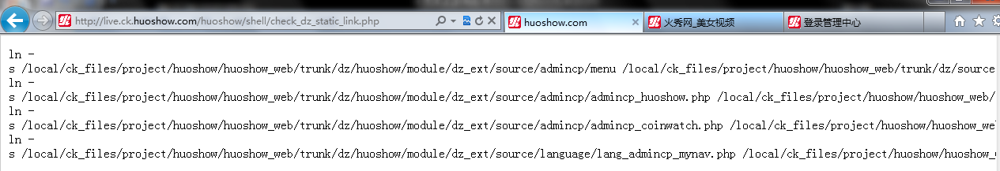 http://live.ck.huoshow.com/huoshow/shell/check_dz_static_link.php
huoshow.com
火秀网_美女视频
登录管理中心
ln -
s /local/ck_files/project/huoshow/huoshow_web/trunk/dz/huoshow/module/dz_ext/source/admincp/menu /local/ck_files/project/huoshow/huoshow_web/trunk/dz/source
ln -
s /local/ck_files/project/huoshow/huoshow_web/trunk/dz/huoshow/module/dz_ext/source/admincp/admincp_huoshow.php /local/ck_files/project/huoshow/huoshow_web/
ln -
s /local/ck_files/project/huoshow/huoshow_web/trunk/dz/huoshow/module/dz_ext/source/admincp/admincp_coinwatch.php /local/ck_files/project/huoshow/huoshow_we
ln -
s /local/ck_files/project/huoshow/huoshow_web/trunk/dz/huoshow/module/dz_ext/source/language/lang_admincp_mynav.php /local/ck_files/project/huoshow/huoshow_